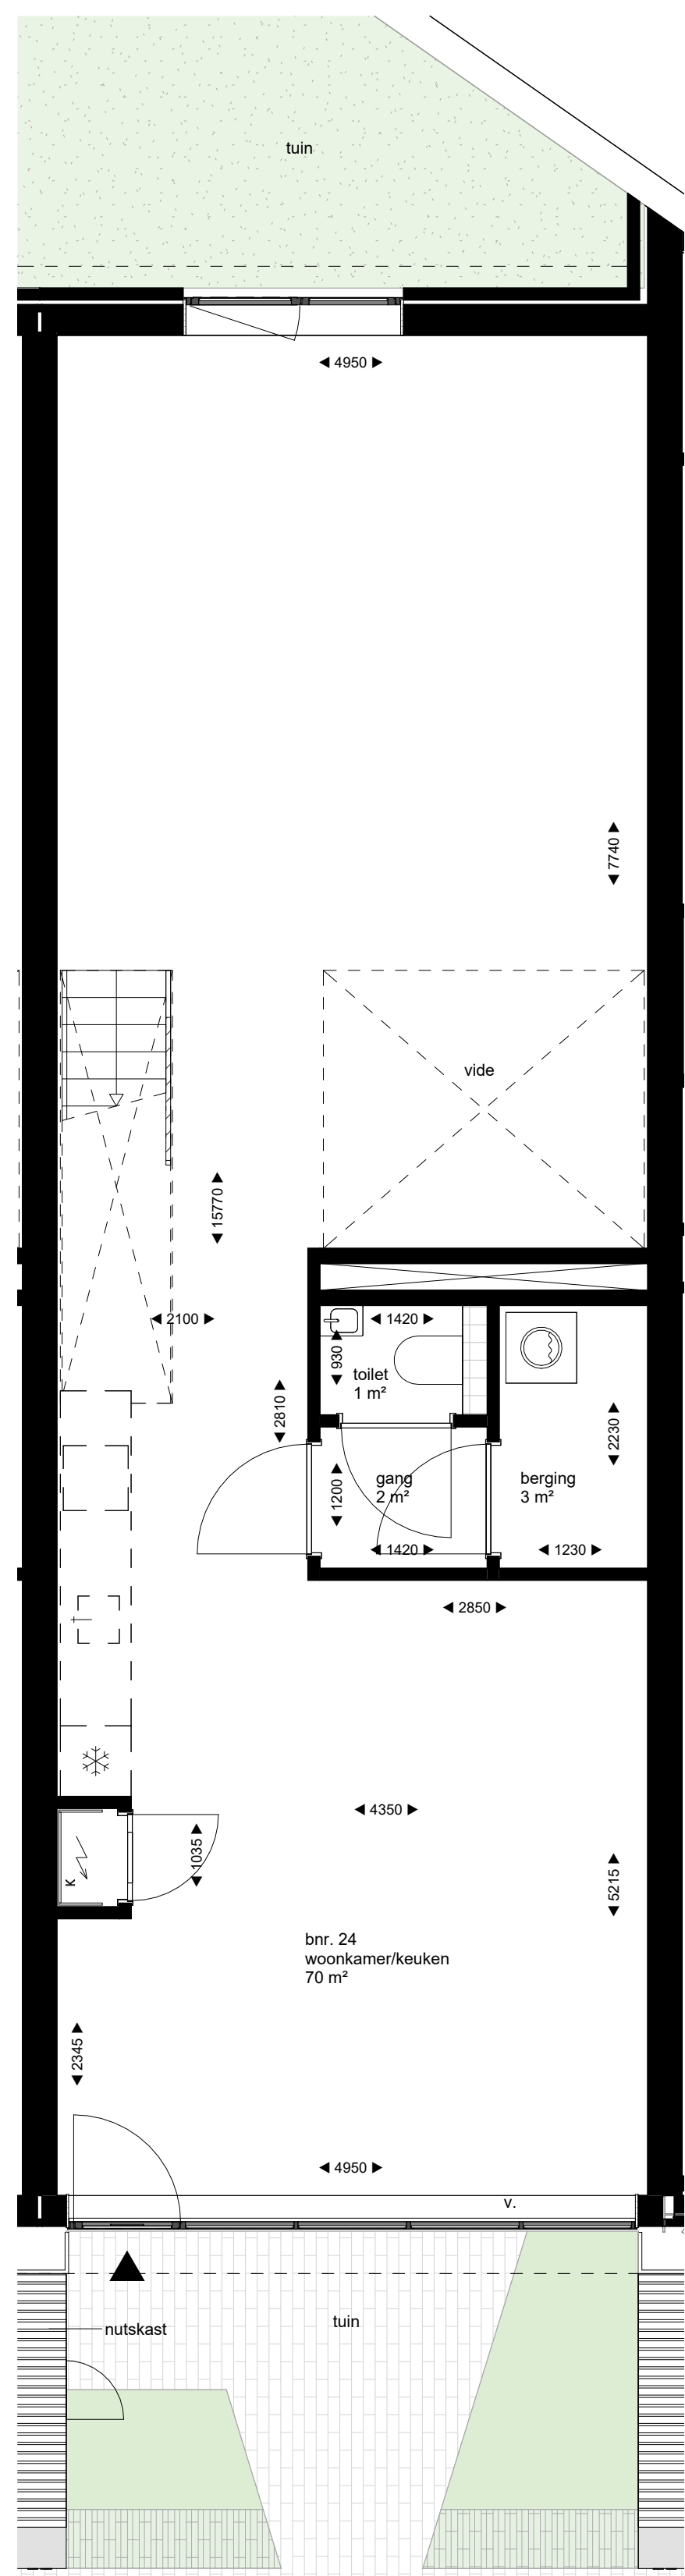 tuin
4950
7740
vide
15770
2100
1420
930
toilet
1 m²
2810
2230
gang
2 m²
1200
berging
3 m²
1420
1230
2850
4350
1035
K
5215
bnr. 24
woonkamer/keuken
70 m²
2345
4950
v.
tuin
nutskast